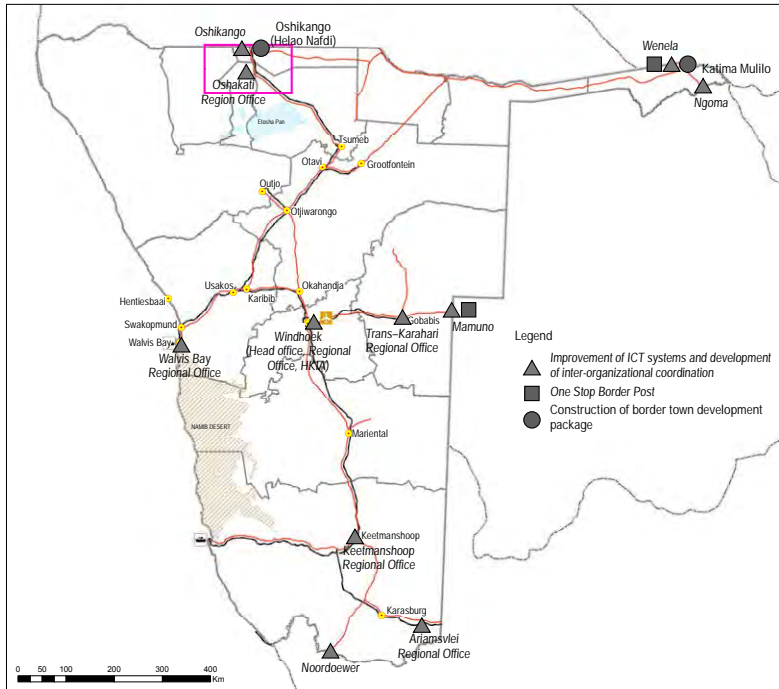 Oshikango
Oshikango
(Helao Nafdi)
Oshakati
Region Office
Etosha Pan
Wenela
Katima Mulilo
Ngoma
Tsumeb
Otavi
Grootfontein
Outjo
Otjiwarongo
Usakos
Karibib
Okahandja
Hentiesbaai
Swakopmund
Walvis Bay
Walvis Bay
Regional Office
Windhoek
(Head office, Regional
Office, HKIA)
Gobabis
Trans-Karahari
Regional Office
Mamuno
Legend
Improvement of ICT systems and development
of inter-organizational coordination
One Stop Border Post
Construction of border town development
package
NAMIB DESERT
Mariental
Keetmanshoop
Keetmanshoop
Regional Office
Karasburg
Ariamsvlei
Regional Office
Noordoewer
0 50 100 200 300 400
Km